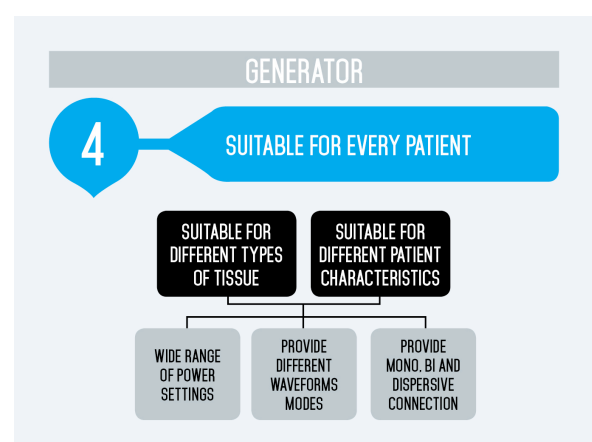 GENERATOR
4
SUITABLE FOR EVERY PATIENT
SUITABLE FOR
DIFFERENT TYPES
OF TISSUE
SUITABLE FOR
DIFFERENT PATIENT
CHARACTERISTICS
WIDE RANGE
OF POWER
SETTINGS
PROVIDE
DIFFERENT
WAVEFORMS
MODES
PROVIDE
MONO, BI AND
DISPERSIVE
CONNECTION